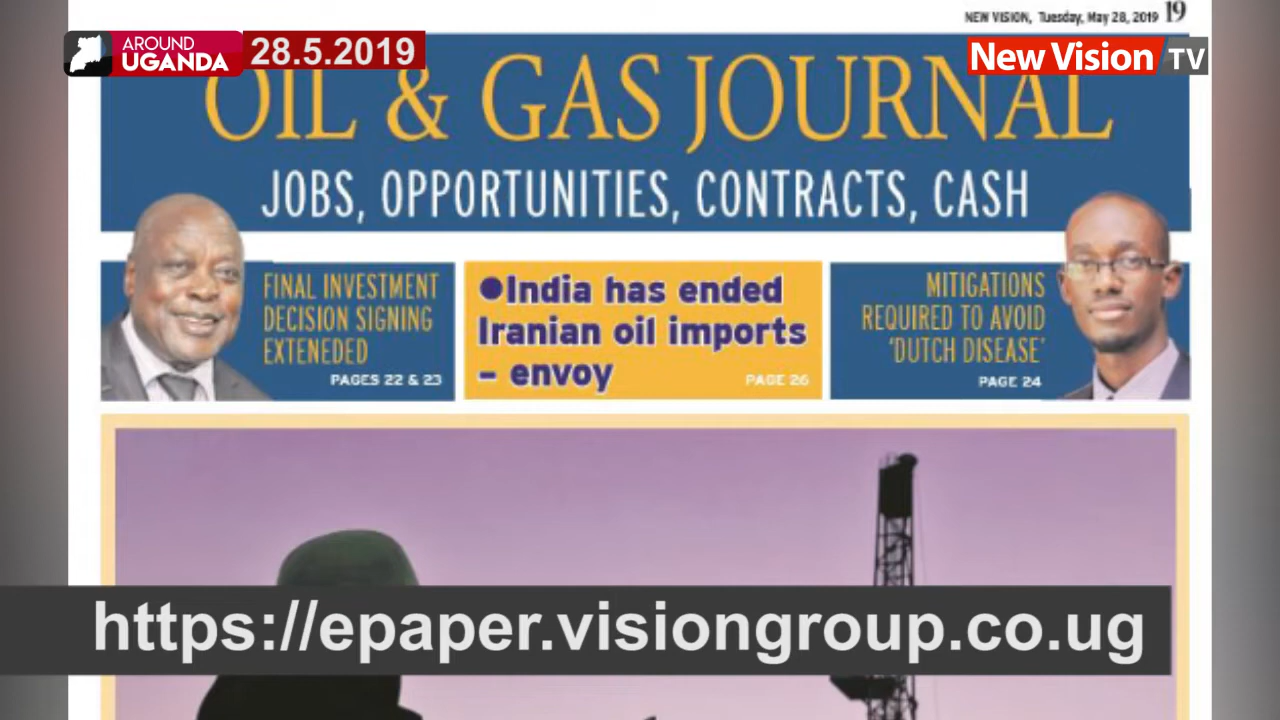 NEW VISION, Tuesday, May 28, 2019 19
AROUND
UGANDA
28.5.2019
New Vision TV
OIL & GAS JOURNAL
JOBS, OPPORTUNITIES, CONTRACTS, CASH
FINAL INVESTMENT
DECISION SIGNING
EXTENEDED
PAGES 22 & 23
●India has ended
Iranian oil imports
– envoy
PAGE 26
MITIGATIONS
REQUIRED TO AVOID
‘DUTCH DISEASE’
PAGE 24
https://epaper.visiongroup.co.ug